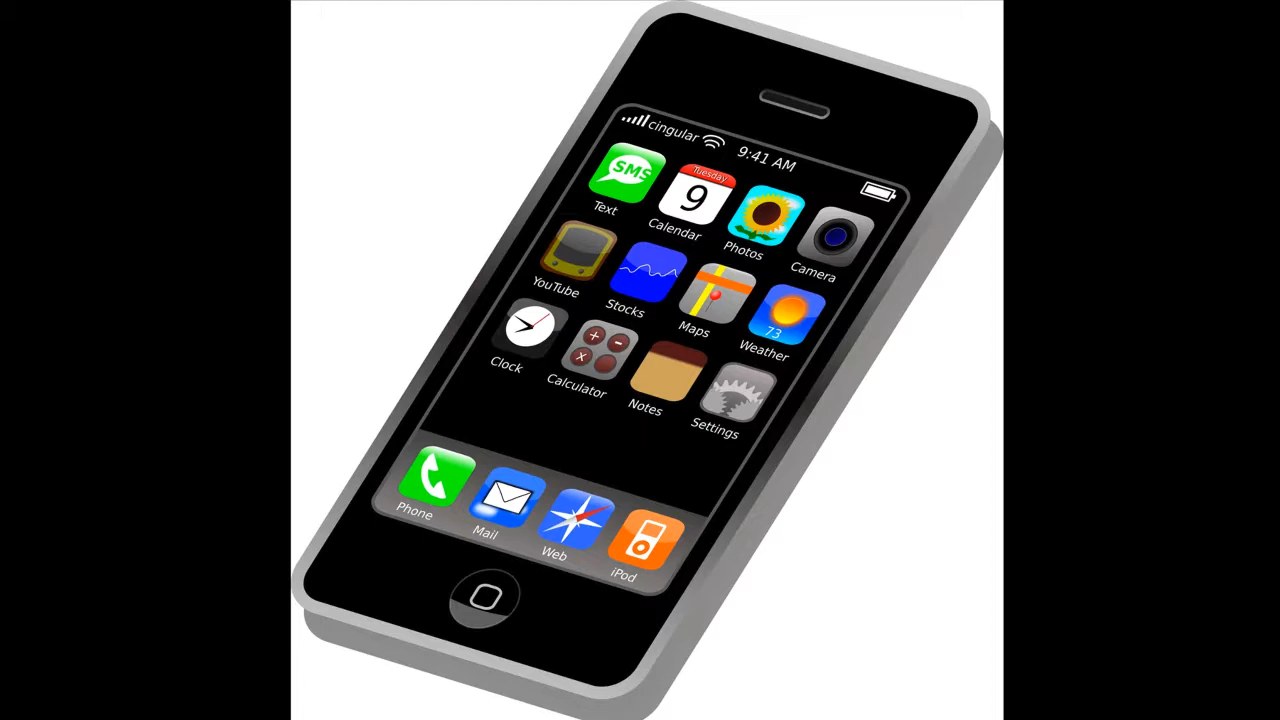 cingular 9:41 AM
SMS Tuesday
9
Text Calendar Photos Camera
73
YouTube Stocks Maps Weather
+ -
x
Clock Calculator Notes Settings
Phone Mail Web iPod